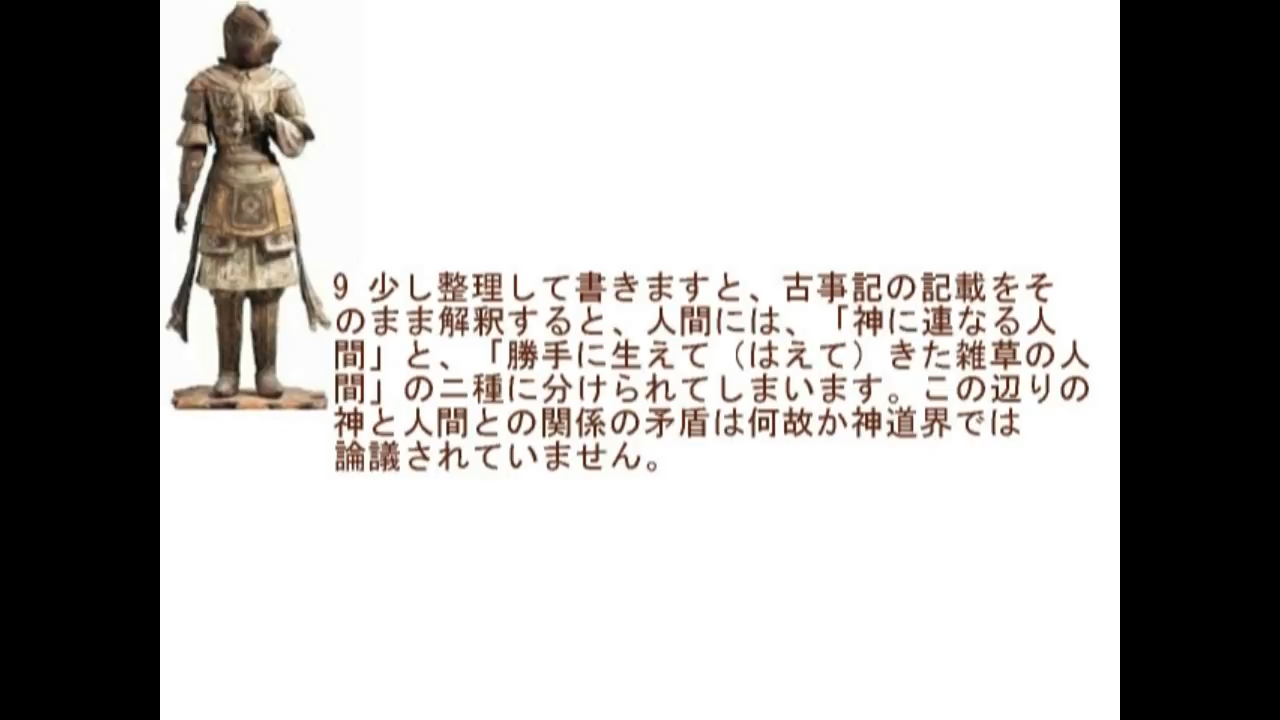 9 少し整理して書きますと、古事記の記載をそ
のまま解釈すると、人間には、「神に連なる人
間」と、「勝手に生えて（はえて）きた雑草の人
間」の二種に分けられてしまいます。この辺りの
神と人間との関係の矛盾は何故か神道界では
論議されていません。